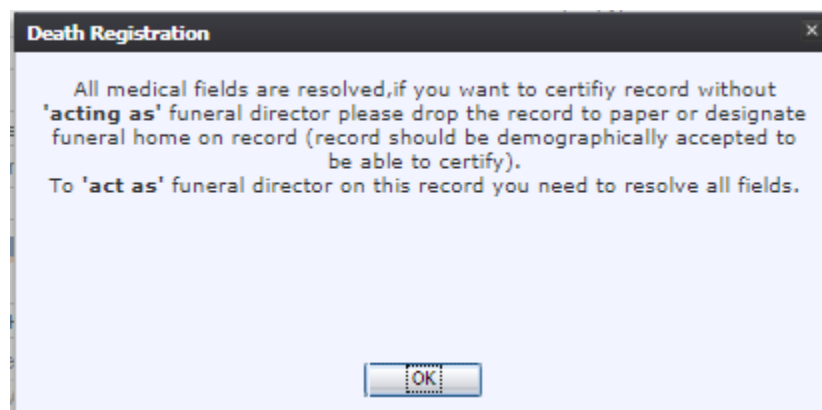 Death Registration
All medical fields are resolved,if you want to certifiy record without
'acting as' funeral director please drop the record to paper or designate
funeral home on record (record should be demographically accepted to
be able to certify).
To 'act as' funeral director on this record you need to resolve all fields.
OK